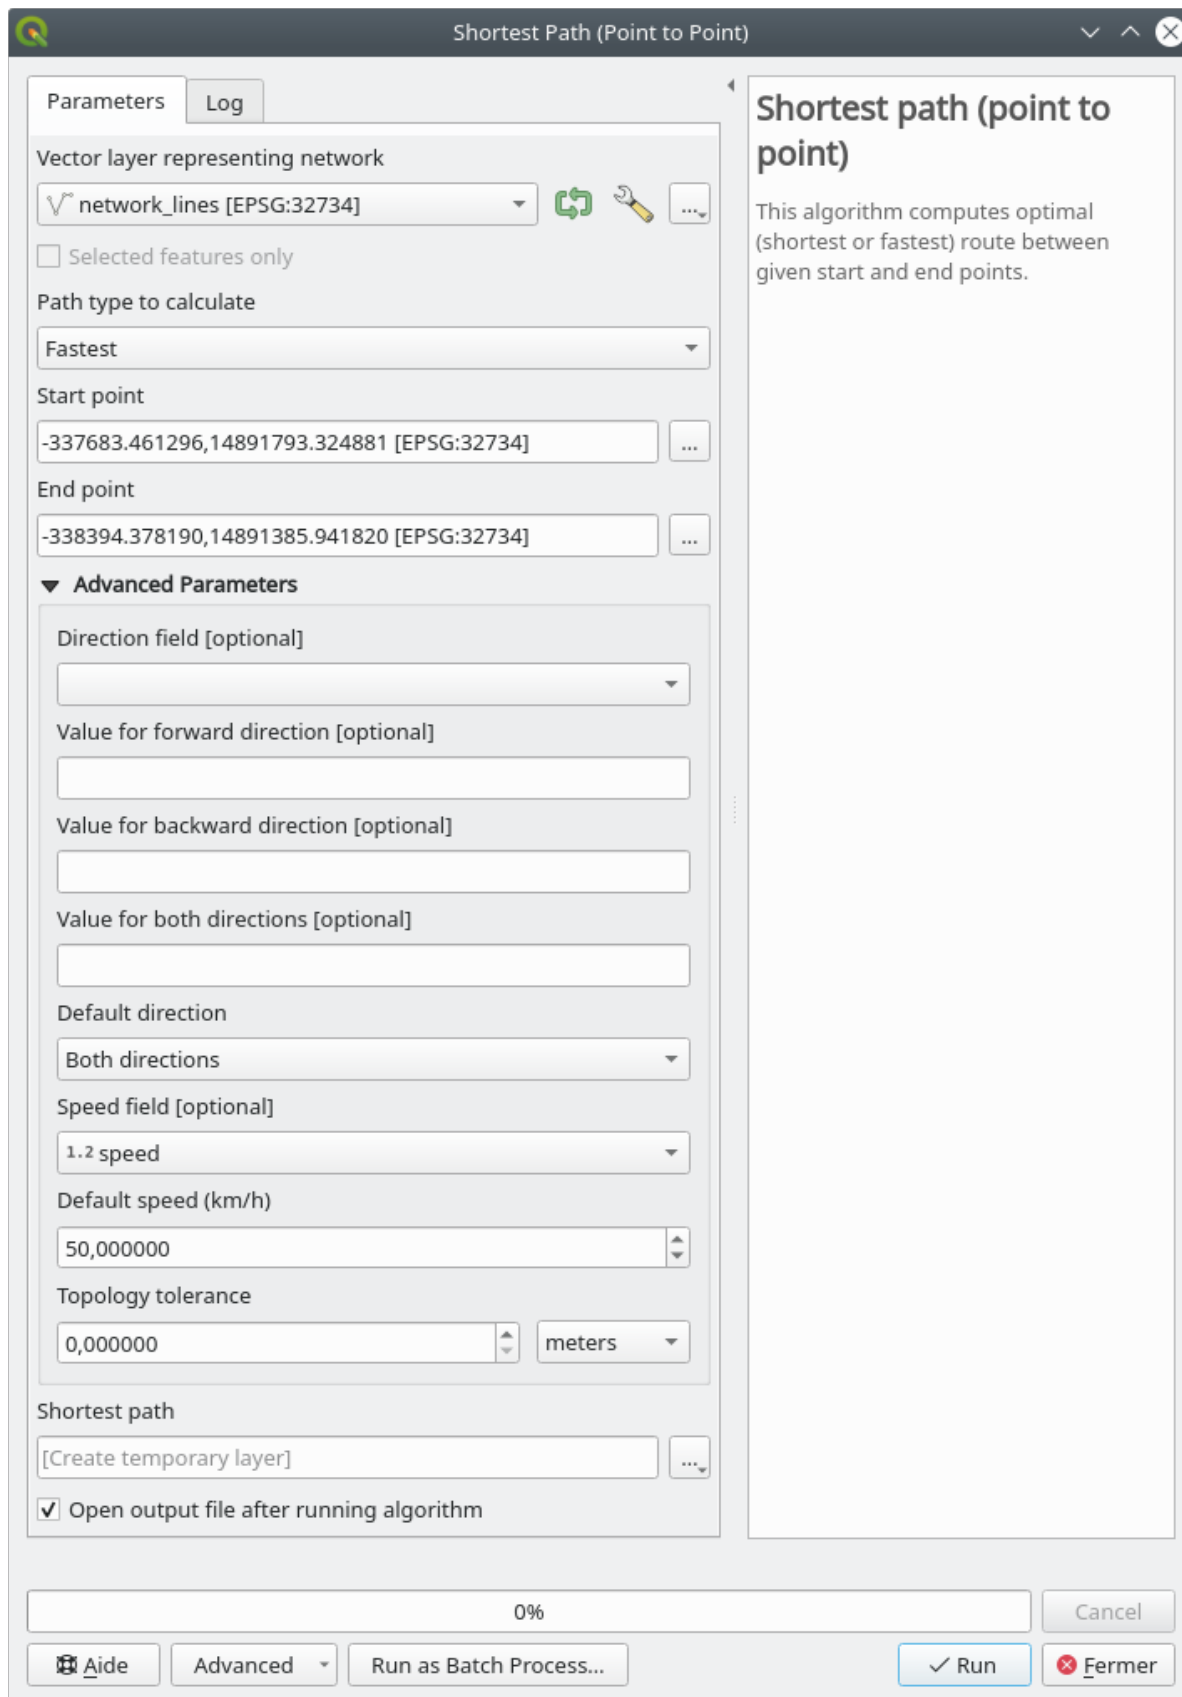 Shortest Path (Point to Point)
Parameters
Log
Vector layer representing network
network_lines [EPSG:32734]
...
Selected features only
Path type to calculate
Fastest
Start point
-337683.461296,14891793.324881 [EPSG:32734]
...
End point
-338394.378190,14891385.941820 [EPSG:32734]
...
Advanced Parameters
Direction field [optional]
Value for forward direction [optional]
Value for backward direction [optional]
Value for both directions [optional]
Default direction
Both directions
Speed field [optional]
1.2 speed
Default speed (km/h)
50,000000
Topology tolerance
0,000000
meters
Shortest path
[Create temporary layer]
...
Open output file after running algorithm
Shortest path (point to
point)
This algorithm computes optimal
(shortest or fastest) route between
given start and end points.
0%
Cancel
Aide
Advanced
Run as Batch Process...
Run
Fermer